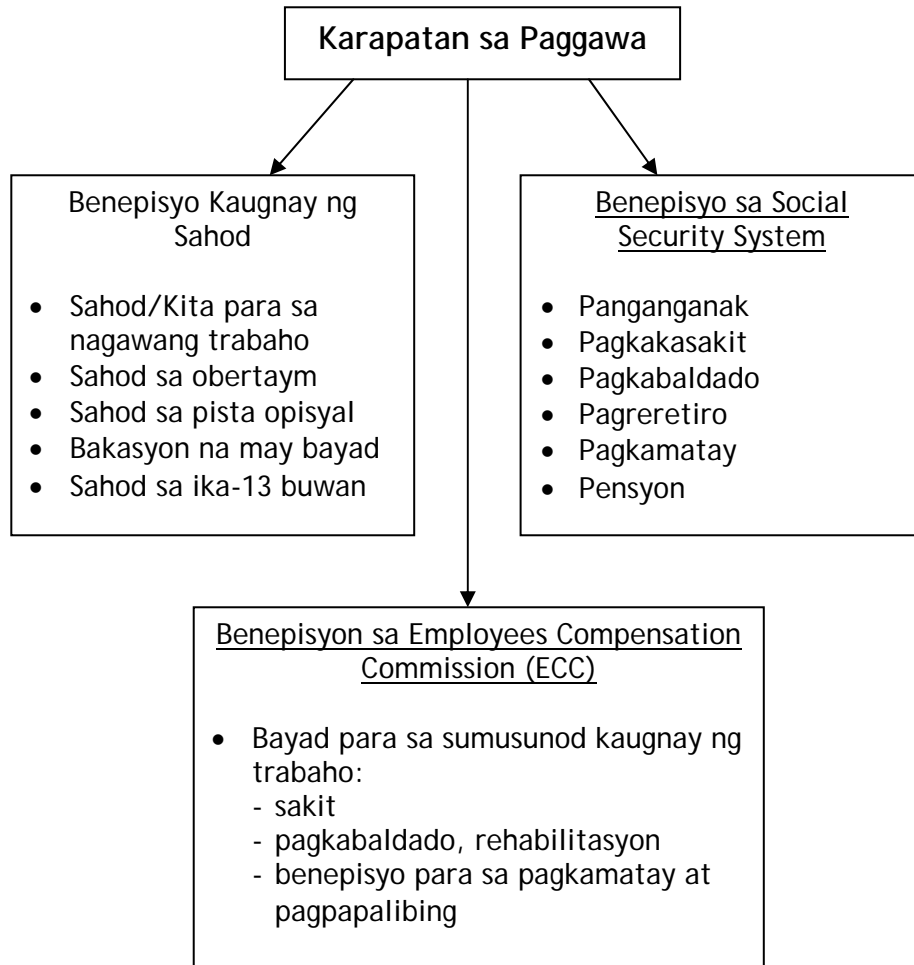 Karapatan sa Paggawa
Benepisyo Kaugnay ng
Sahod
• Sahod/Kita para sa
nagawang trabaho
• Sahod sa obertaym
• Sahod sa pista opisyal
• Bakasyon na may bayad
• Sahod sa ika-13 buwan
Benepisyo sa Social
Security System
• Panganganak
• Pagkakasakit
• Pagkabaldado
• Pagreretiro
• Pagkamatay
• Pensyon
Benepisyon sa Employees Compensation
Commission (ECC)
• Bayad para sa sumusunod kaugnay ng
trabaho:
- sakit
- pagkabaldado, rehabilitasyon
- benepisyo para sa pagkamatay at
pagpapalibing